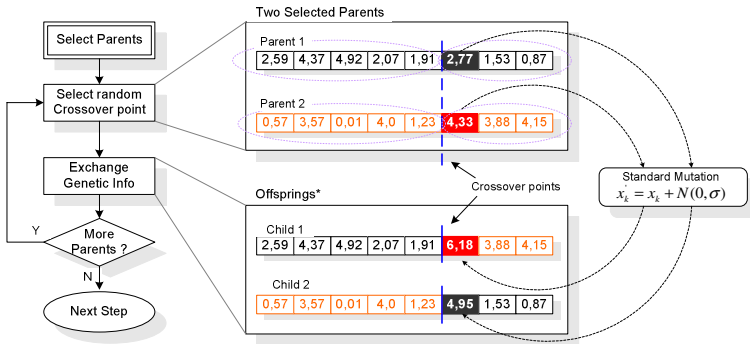 Two Selected Parents
Select Parents
Parent 1
2,59 4,37 4,92 2,07 1,91 2,77 1,53 0,87
Select random
Crossover point
Parent 2
0,57 3,57 0,01 4,0 1,23 4,33 3,88 4,15
Exchange
Genetic Info
Crossover points
Standard Mutation
x'k = xk + N(0,σ)
Offsprings*
Y
More
Parents ?
N
Child 1
2,59 4,37 4,92 2,07 1,91 6,18 3,88 4,15
Child 2
0,57 3,57 0,01 4,0 1,23 4,95 1,53 0,87
Next Step